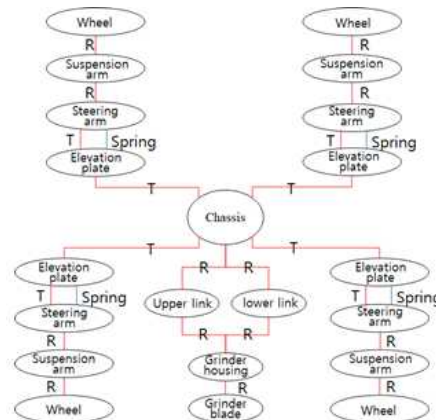 Wheel
Wheel
R
R
Suspension
arm
Suspension
arm
R
R
Steering
arm
Steering
arm
T
Spring
T
Spring
Elevation
plate
Elevation
plate
T
T
Chassis
T
T
Elevation
plate
R
R
Elevation
plate
T
Spring
Upper link
lower link
T
Spring
Steering
arm
Steering
arm
R
R
R
R
Suspension
arm
Grinder
housing
Suspension
arm
R
R
R
Wheel
Grinder
blade
Wheel